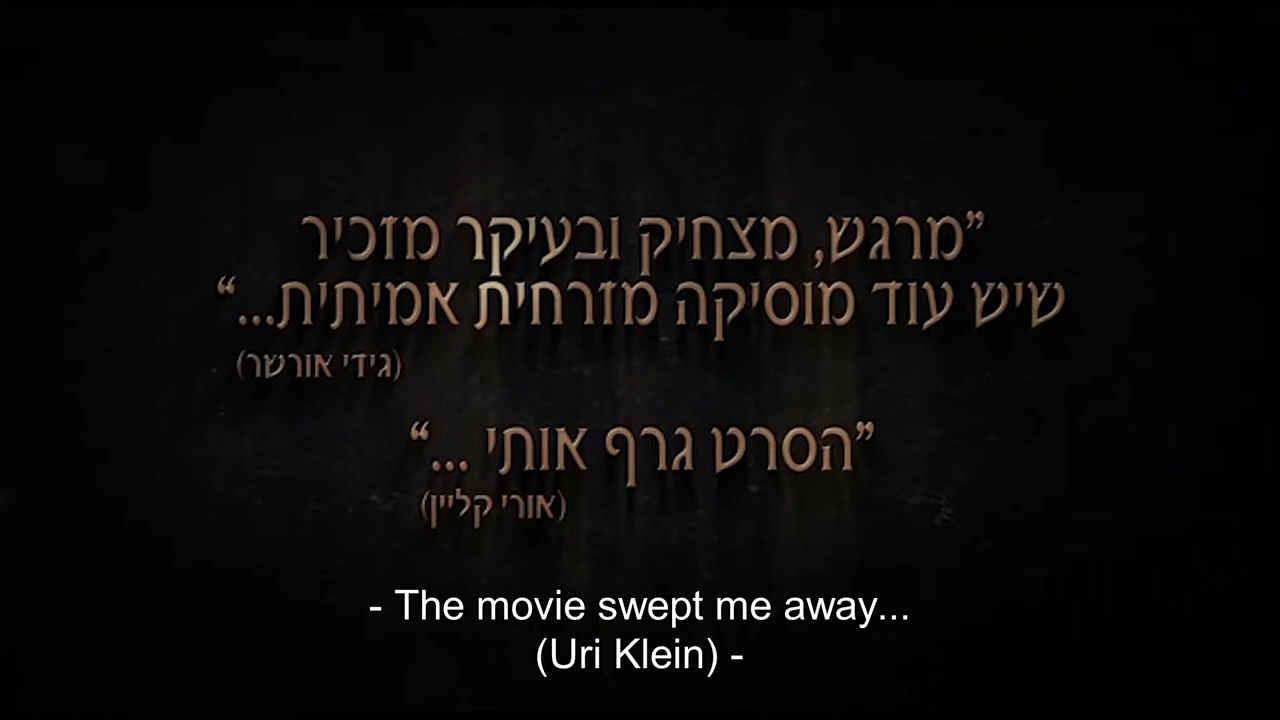 ”מרגש, מצחיק ובעיקר מזכיר
שיש עוד מוסיקה מזרחית אמיתית...“
(גידי אורשר)
”הסרט גרף אותי ...“
(אורי קליין)
- The movie swept me away...
(Uri Klein) -